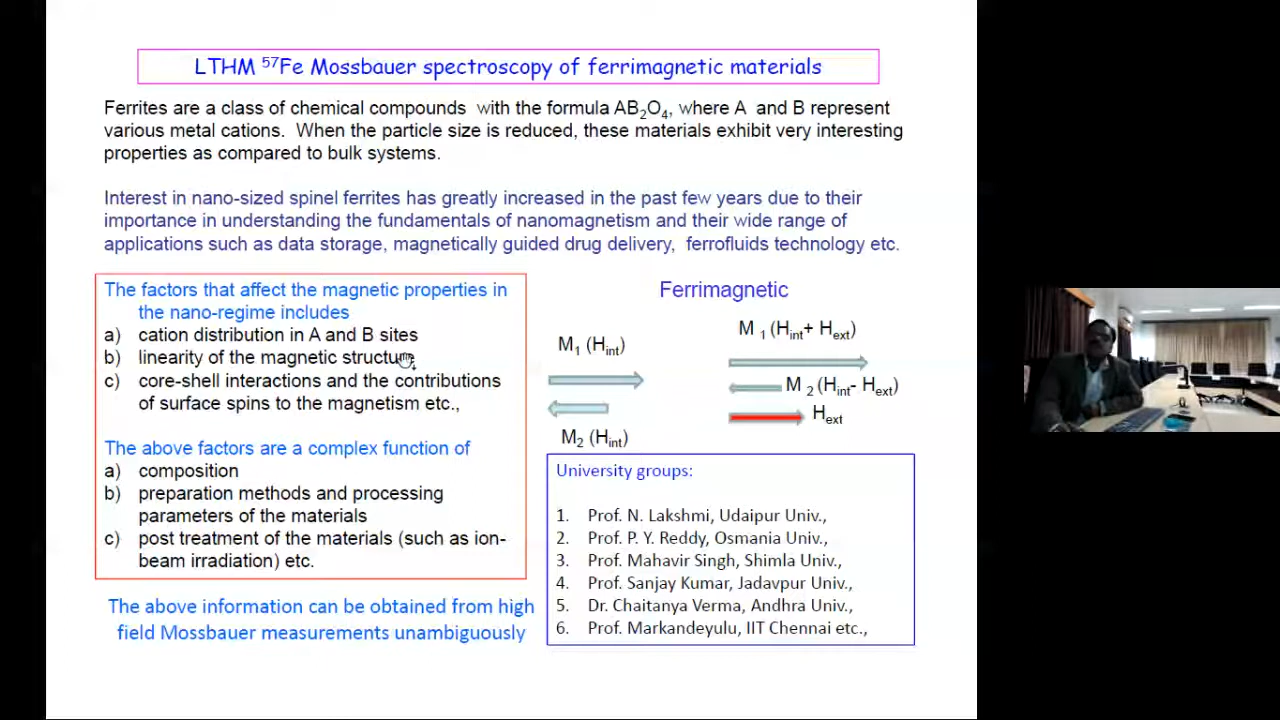 LTHM ⁵⁷Fe Mossbauer spectroscopy of ferrimagnetic materials
Ferrites are a class of chemical compounds with the formula AB₂O₄, where A and B represent
various metal cations. When the particle size is reduced, these materials exhibit very interesting
properties as compared to bulk systems.
Interest in nano-sized spinel ferrites has greatly increased in the past few years due to their
importance in understanding the fundamentals of nanomagnetism and their wide range of
applications such as data storage, magnetically guided drug delivery, ferrofluids technology etc.
The factors that affect the magnetic properties in
the nano-regime includes
a) cation distribution in A and B sites
b) linearity of the magnetic structure
c) core-shell interactions and the contributions
of surface spins to the magnetism etc.,
The above factors are a complex function of
a) composition
b) preparation methods and processing
parameters of the materials
c) post treatment of the materials (such as ion-
beam irradiation) etc.
The above information can be obtained from high
field Mossbauer measurements unambiguously
Ferrimagnetic
M₁ (Hint)
M₂ (Hint)
M ₁ (Hint+ Hext)
M ₂ (Hint- Hext)
Hext
University groups:
1. Prof. N. Lakshmi, Udaipur Univ.,
2. Prof. P. Y. Reddy, Osmania Univ.,
3. Prof. Mahavir Singh, Shimla Univ.,
4. Prof. Sanjay Kumar, Jadavpur Univ.,
5. Dr. Chaitanya Verma, Andhra Univ.,
6. Prof. Markandeyulu, IIT Chennai etc.,